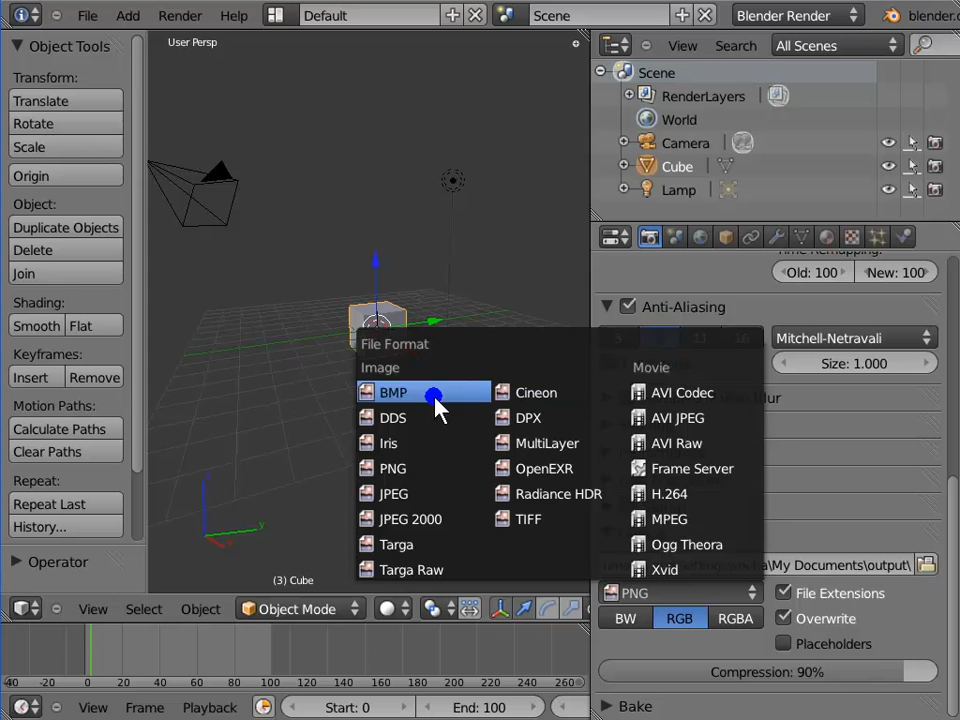 File Add Render Help Default Scene Blender Render blender.
Object Tools
Transform:
Translate
Rotate
Scale
Origin
Object:
Duplicate Objects
Delete
Join
Shading:
Smooth Flat
Keyframes:
Insert Remove
Motion Paths:
Calculate Paths
Clear Paths
Repeat:
Repeat Last
History...
Operator
User Persp
(3) Cube
View Search All Scenes
Scene
RenderLayers
World
Camera
Cube
Lamp
Old: 100 New: 100
Anti-Aliasing
Mitchell-Netravali
Size: 1.000
File Format
Image
BMP
DDS
Iris
PNG
JPEG
JPEG 2000
Targa
Targa Raw
Cineon
DPX
MultiLayer
OpenEXR
Radiance HDR
TIFF
Movie
AVI Codec
AVI JPEG
AVI Raw
Frame Server
H.264
MPEG
Ogg Theora
Xvid
\My Documents\output\
PNG
File Extensions
BW RGB RGBA
Overwrite
Placeholders
Compression: 90%
Bake
View Select Object Object Mode
-40 -20 0 20 40 60 80 100 120 140 160 180 200 220 240 260
View Frame Playback Start: 0 End: 100